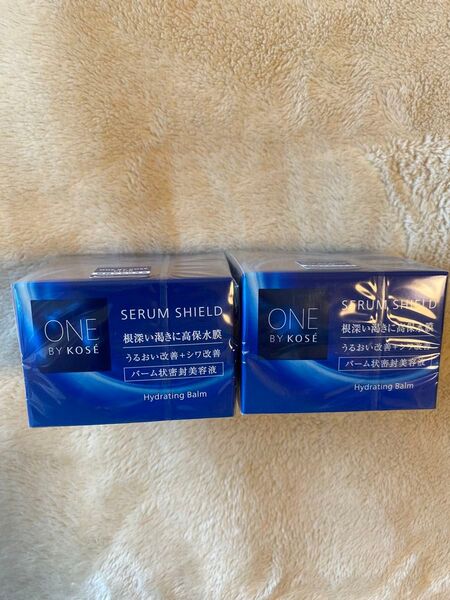 ONE
BY KOSÉ
SERUM SHIELD
根深い渇きに高保水膜
うるおい改善+シワ改善
バーム状密封美容液
Hydrating Balm
ONE
BY KOSÉ
SERUM SHIELD
根深い渇きに高保水膜
うるおい改善+シワ改善
バーム状密封美容液
Hydrating Balm